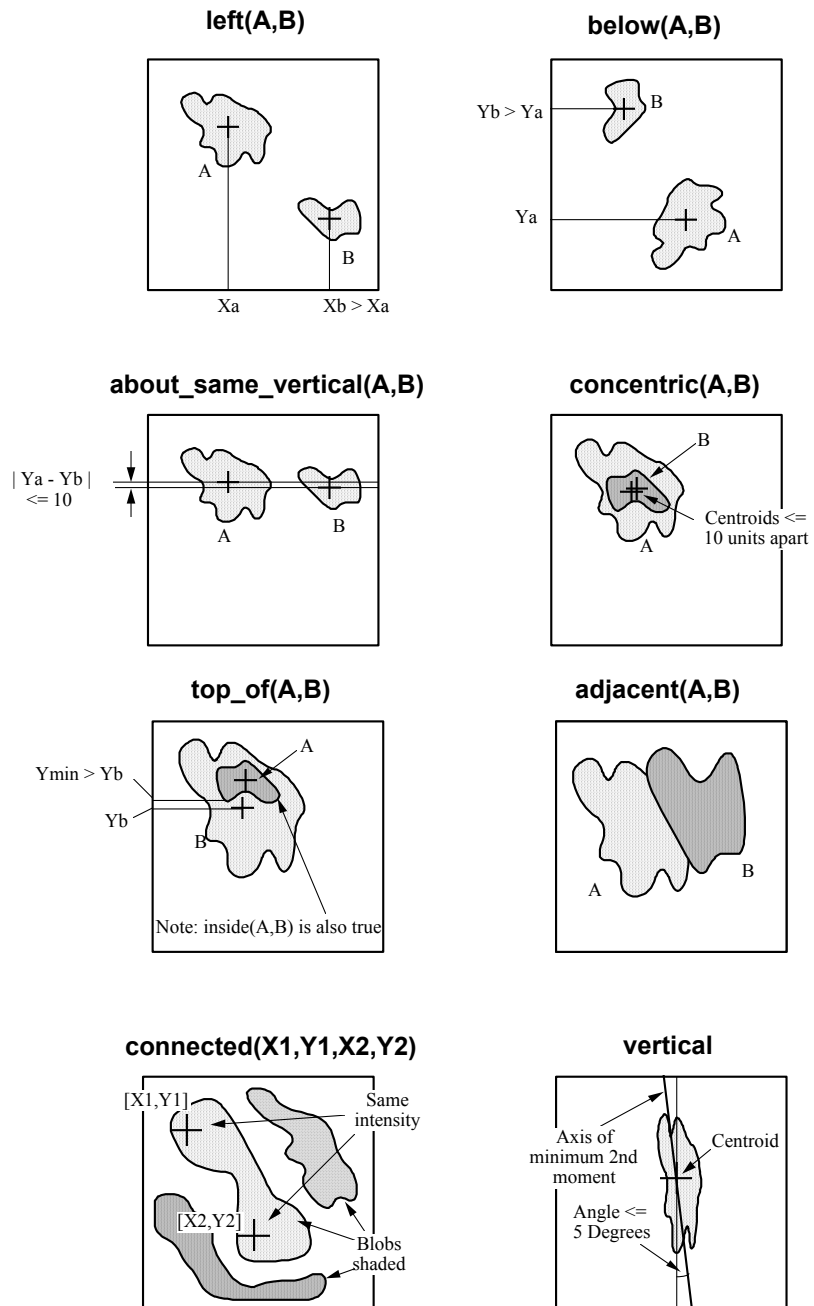 left(A,B)
below(A,B)
A
B
Xa
Xb > Xa
Yb > Ya
B
Ya
A
about_same_vertical(A,B)
concentric(A,B)
| Ya - Yb |
<= 10
A
B
B
Centroids <=
10 units apart
A
top_of(A,B)
adjacent(A,B)
Ymin > Yb
Yb
A
B
Note: inside(A,B) is also true
A
B
connected(X1,Y1,X2,Y2)
vertical
[X1,Y1]
Same
intensity
[X2,Y2]
Blobs
shaded
Axis of
minimum 2nd
moment
Centroid
Angle <=
5 Degrees